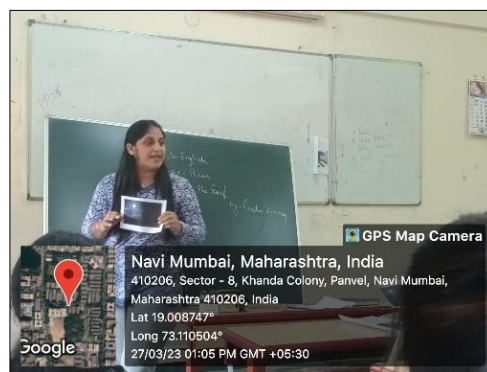 English
GPS Map Camera
Navi Mumbai, Maharashtra, India
410206, Sector - 8, Khanda Colony, Panvel, Navi Mumbai,
Maharashtra 410206, India
Lat 19.008747°
Long 73.110504°
27/03/23 01:05 PM GMT +05:30
Google